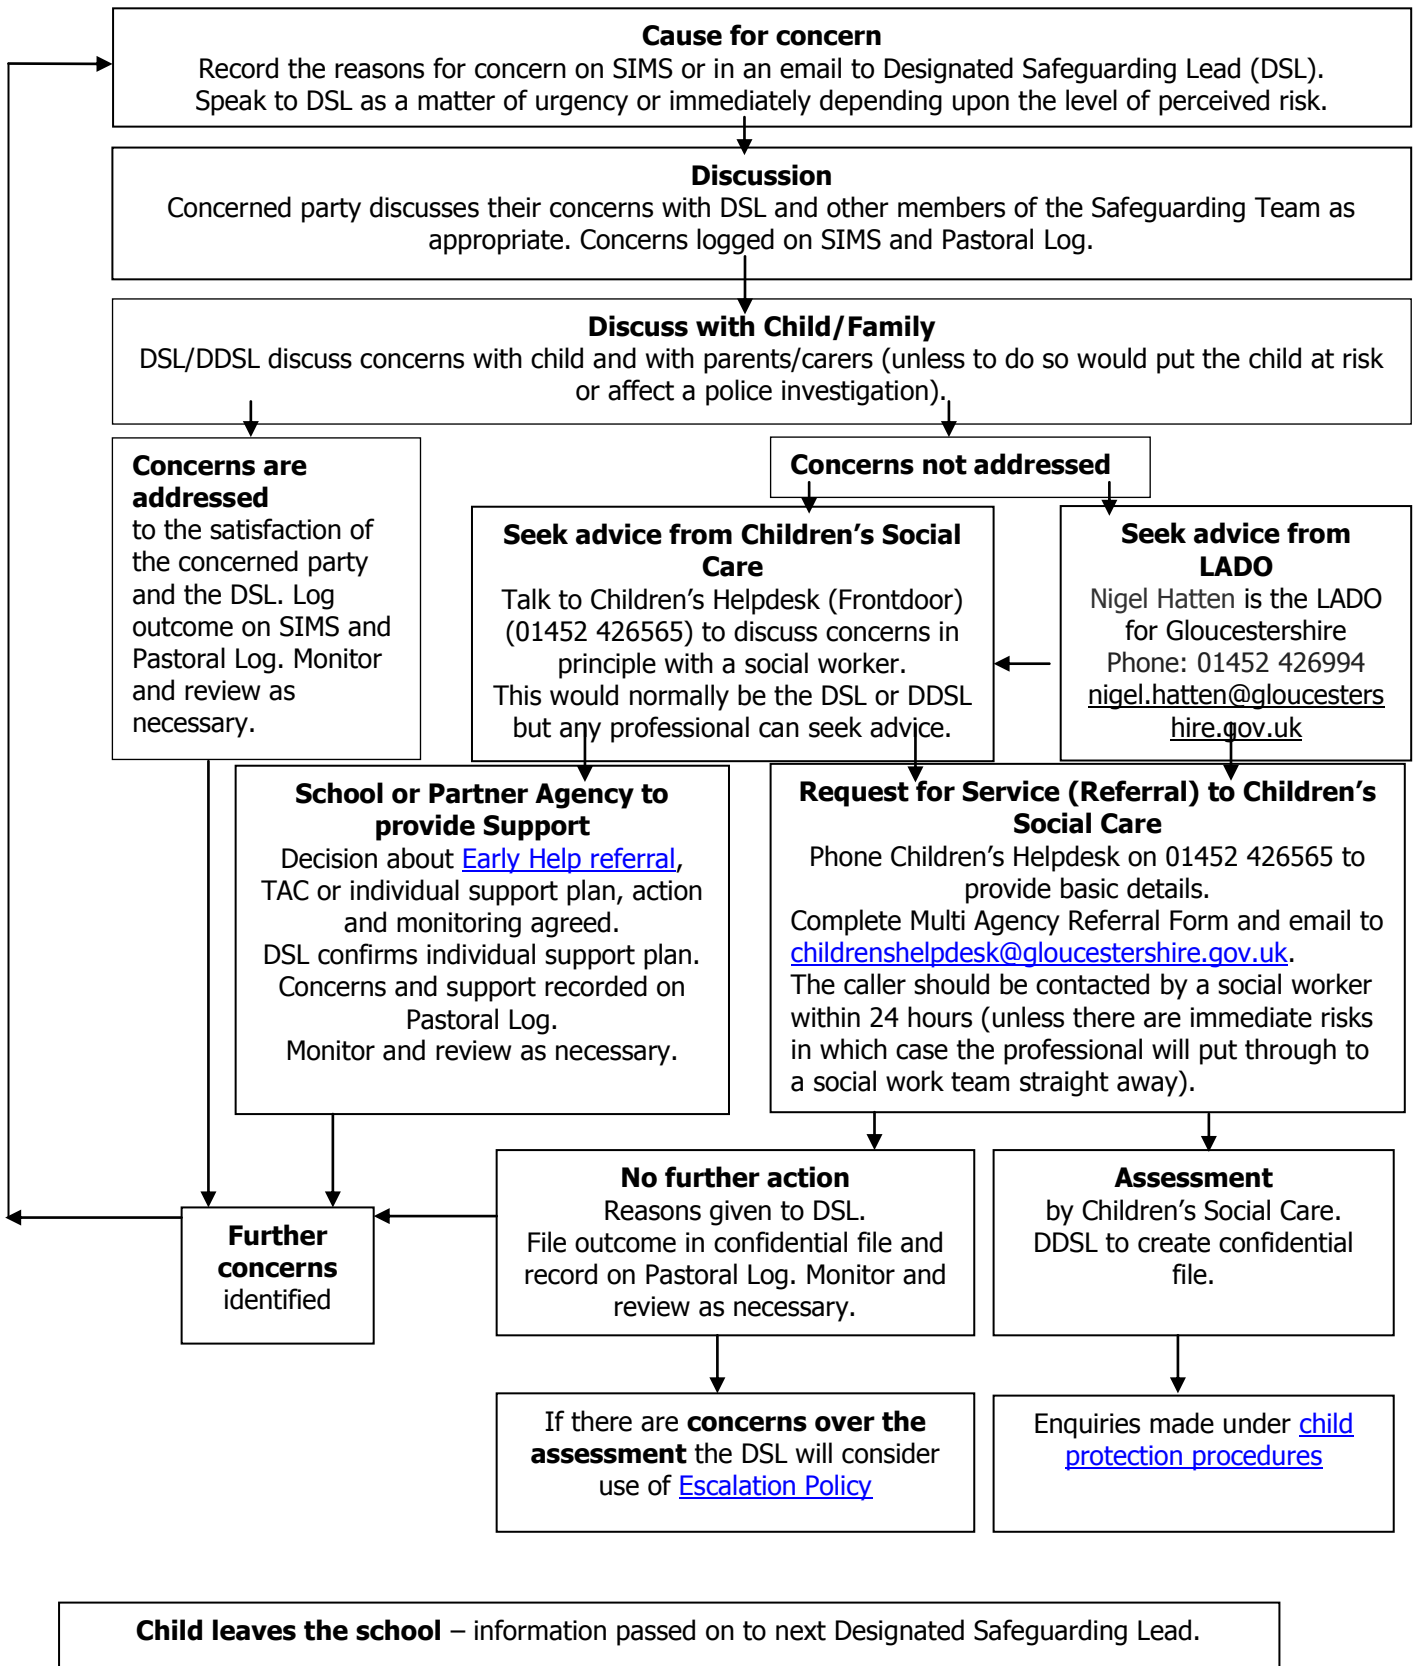 Cause for concern
Record the reasons for concern on SIMS or in an email to Designated Safeguarding Lead (DSL).
Speak to DSL as a matter of urgency or immediately depending upon the level of perceived risk.
Discussion
Concerned party discusses their concerns with DSL and other members of the Safeguarding Team as
appropriate. Concerns logged on SIMS and Pastoral Log.
Discuss with Child/Family
DSL/DDSL discuss concerns with child and with parents/carers (unless to do so would put the child at risk
or affect a police investigation).
Concerns are
addressed
to the satisfaction of
the concerned party
and the DSL. Log
outcome on SIMS and
Pastoral Log. Monitor
and review as
necessary.
Concerns not addressed
Seek advice from Children’s Social
Care
Talk to Children’s Helpdesk (Frontdoor)
(01452 426565) to discuss concerns in
principle with a social worker.
This would normally be the DSL or DDSL
but any professional can seek advice.
Seek advice from
LADO
Nigel Hatten is the LADO
for Gloucestershire
Phone: 01452 426994
nigel.hatten@gloucesters
hire.gov.uk
School or Partner Agency to
provide Support
Decision about Early Help referral,
TAC or individual support plan, action
and monitoring agreed.
DSL confirms individual support plan.
Concerns and support recorded on
Pastoral Log.
Monitor and review as necessary.
Request for Service (Referral) to Children’s
Social Care
Phone Children’s Helpdesk on 01452 426565 to
provide basic details.
Complete Multi Agency Referral Form and email to
childrenshelpdesk@gloucestershire.gov.uk.
The caller should be contacted by a social worker
within 24 hours (unless there are immediate risks
in which case the professional will put through to
a social work team straight away).
Further
concerns
identified
No further action
Reasons given to DSL.
File outcome in confidential file and
record on Pastoral Log. Monitor and
review as necessary.
Assessment
by Children’s Social Care.
DDSL to create confidential
file.
If there are concerns over the
assessment the DSL will consider
use of Escalation Policy
Enquiries made under child
protection procedures
Child leaves the school – information passed on to next Designated Safeguarding Lead.